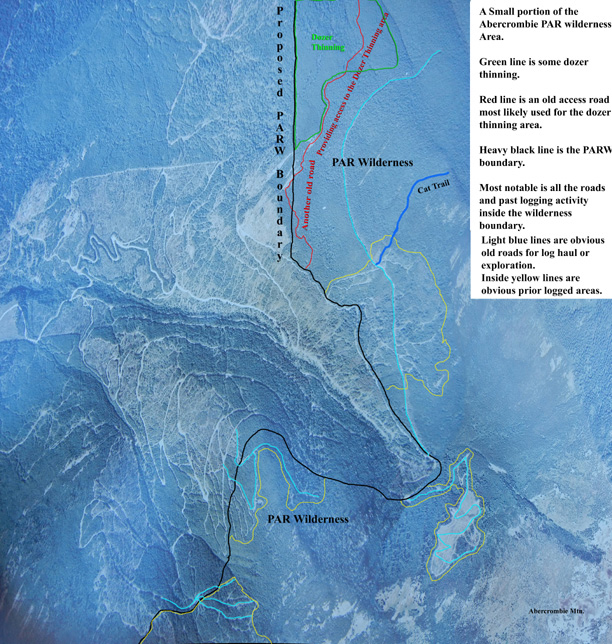 A Small portion of the
Abercrombie PAR wilderness
Area.
Green line is some dozer
thinning.
Red line is an old access road
most likely used for the dozer
thinning area.
Heavy black line is the PARW
boundary.
Most notable is all the roads
and past logging activity
inside the wilderness
boundary.
Light blue lines are obvious
old roads for log haul or
exploration.
Inside yellow lines are
obvious prior logged areas.
Proposed PARW Boundary
Dozer
Thinning
Providing access to the Dozer Thinning area
Another old road
PAR Wilderness
Cat Trail
PAR Wilderness
Abercrombie Mtn.